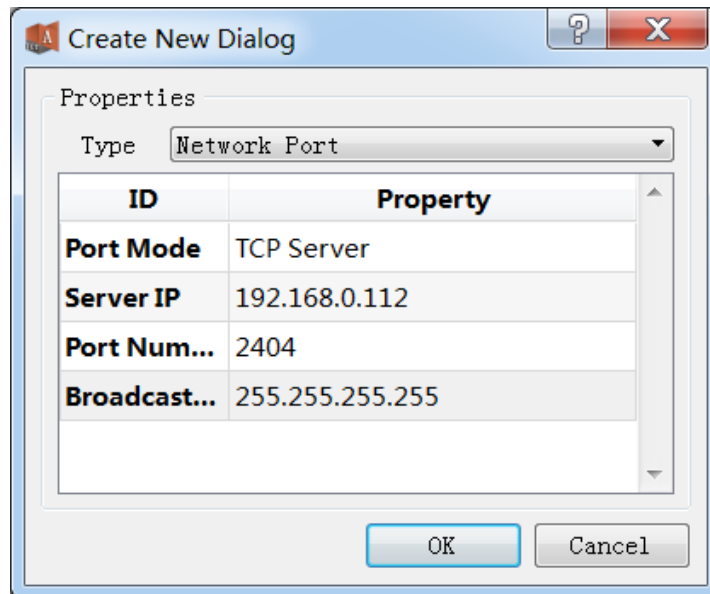 Create New Dialog
Properties
Type Network Port
ID Property
Port Mode TCP Server
Server IP 192.168.0.112
Port Num... 2404
Broadcast... 255.255.255.255
OK Cancel